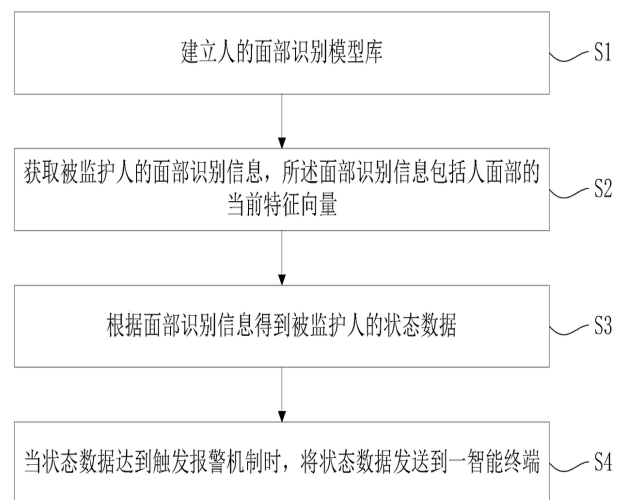 建立人的面部识别模型库
S1
获取被监护人的面部识别信息，所述面部识别信息包括人面部的
当前特征向量
S2
根据面部识别信息得到被监护人的状态数据
S3
当状态数据达到触发报警机制时，将状态数据发送到一智能终端
S4